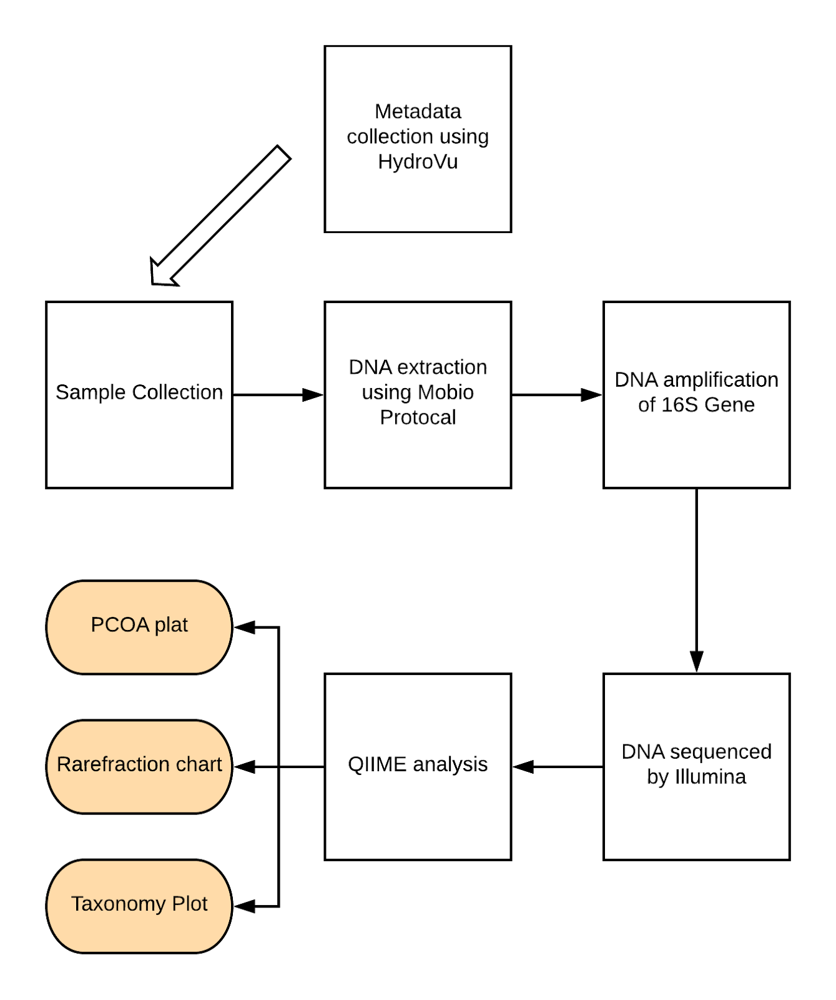 Metadata
collection using
HydroVu
Sample Collection
DNA extraction
using Mobio
Protocal
DNA amplification
of 16S Gene
PCOA plat
Rarefraction chart
Taxonomy Plot
QIIME analysis
DNA sequenced
by Illumina